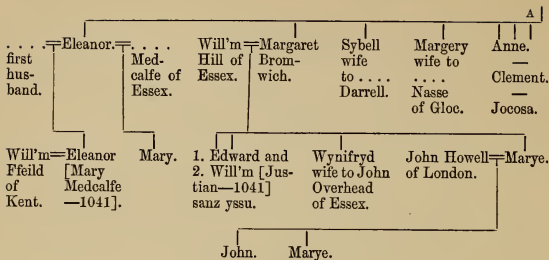 A
. . . . Eleanor. . . . .
first
hus-
band.
Med-
calfe of
Essex.
Will'm Margaret
Hill of Brom-
Essex. wich.
Sybell
wife
to . . . .
Darrell.
Margery
wife to
. . . .
Nasse
of Gloc.
Anne.
—
Clement.
—
Jocosa.
Will'm=Eleanor
Ffeild [Mary
of Medcalfe
Kent. —1041].
Mary.
1. Edward and
2. Will'm [Jus-
tian—1041]
sanz yssu.
Wynifryd
wife to John
Overhead
of Essex.
John Howell Marye.
of London.
John. Marye.